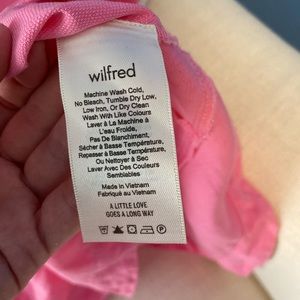 wilfred
Machine Wash Cold,
No Bleach, Tumble Dry Low,
Low Iron, Or Dry Clean
Wash With Like Colours
Laver à La Machine à
L'eau Froide,
Pas De Blanchiment,
Sécher à Basse Température,
Repasser à Basse Température,
Ou Nettoyer à Sec
Laver Avec Des Couleurs
Semblables
Made in Vietnam
Fabriqué au Vietnam
A LITTLE LOVE
GOES A LONG WAY